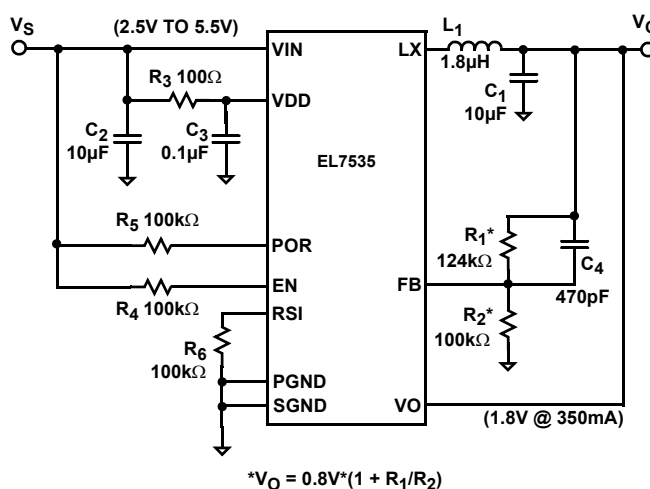 VS
(2.5V TO 5.5V)
VIN
LX
L1
1.8µH
VO
R3 100Ω
VDD
C1
10µF
C2
10µF
C3
0.1µF
EL7535
R5 100kΩ
POR
R1*
124kΩ
C4
470pF
EN
R4 100kΩ
FB
RSI
R2*
100kΩ
R6
100kΩ
PGND
SGND
VO
(1.8V @ 350mA)
*VO = 0.8V*(1 + R1/R2)